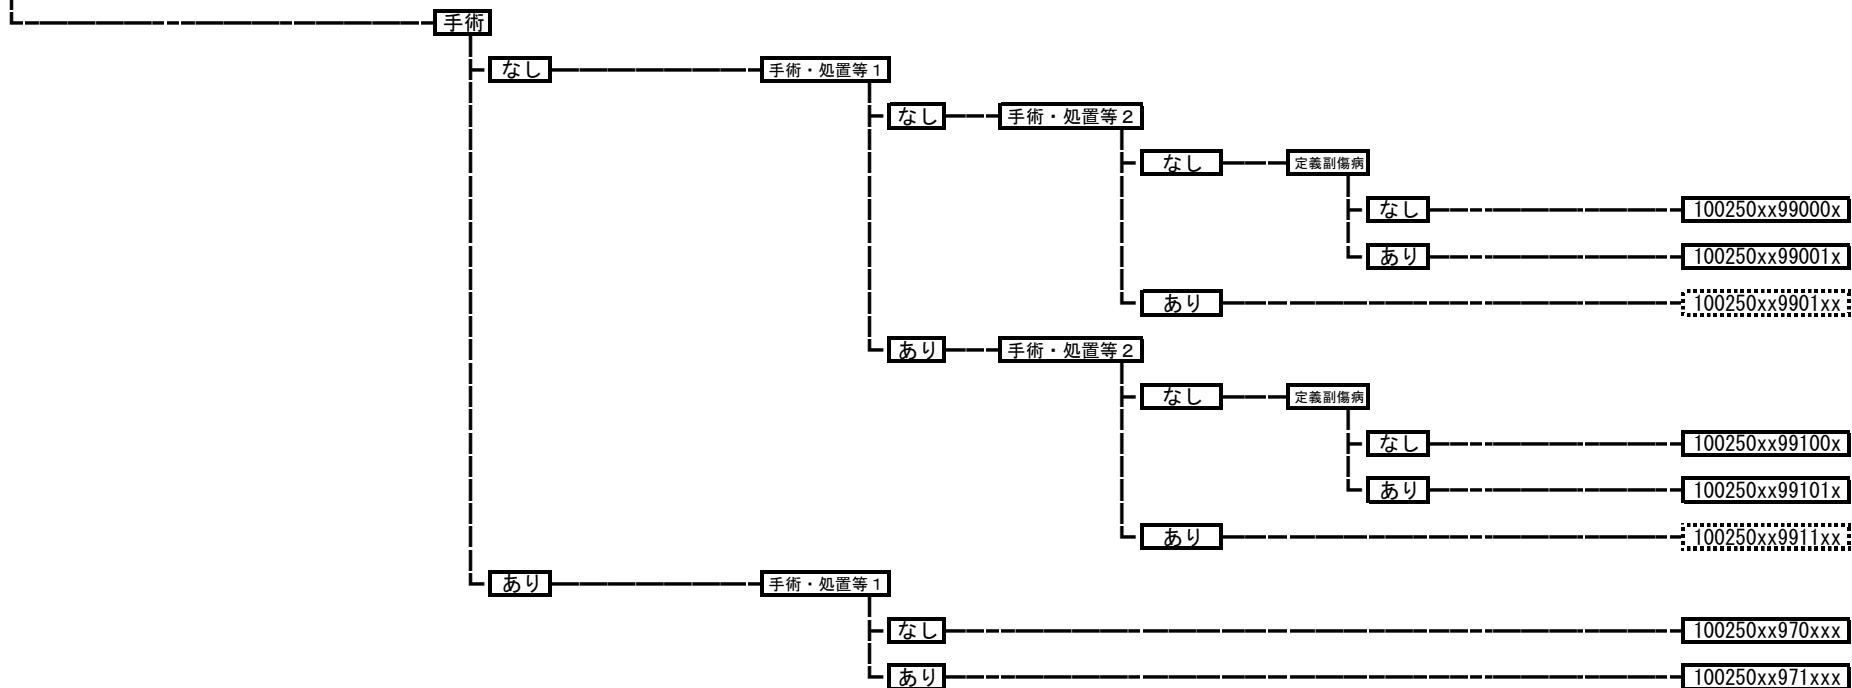 手術
なし 手術・処置等1
なし 手術・処置等2
なし 定義副傷病
なし 100250xx99000x
あり 100250xx99001x
あり 100250xx9901xx
あり 手術・処置等2
なし 定義副傷病
なし 100250xx99100x
あり 100250xx99101x
あり 100250xx9911xx
あり 手術・処置等1
なし 100250xx970xxx
あり 100250xx971xxx